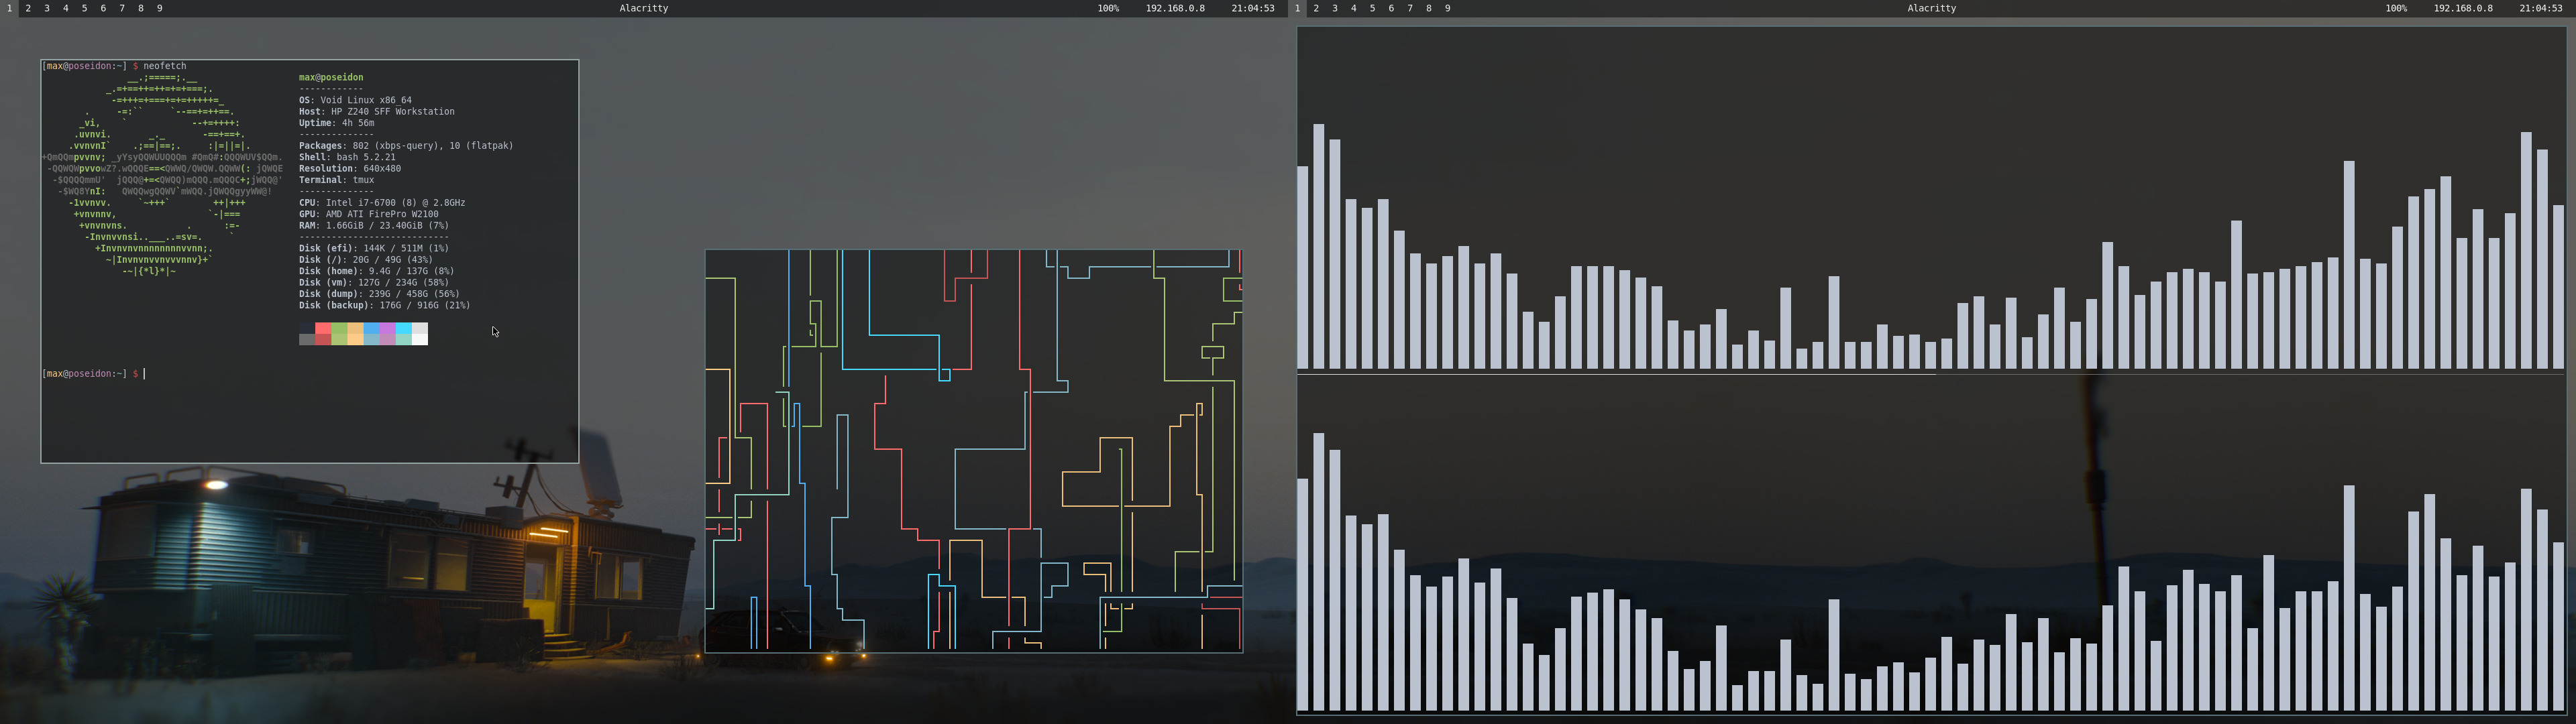 1 2 3 4 5 6 7 8 9 Alacritty 100% 192.168.0.8 21:04:53
1 2 3 4 5 6 7 8 9 Alacritty 100% 192.168.0.8 21:04:53
[max@poseidon:~] $ neofetch
max@poseidon
------------
OS: Void Linux x86_64
Host: HP Z240 SFF Workstation
Uptime: 4h 56m
--------------
Packages: 802 (xbps-query), 10 (flatpak)
Shell: bash 5.2.21
Resolution: 640x480
Terminal: tmux
--------------
CPU: Intel i7-6700 (8) @ 2.8GHz
GPU: AMD ATI FirePro W2100
RAM: 1.66GiB / 23.40GiB (7%)
----------------------------
Disk (efi): 144K / 511M (1%)
Disk (/): 20G / 49G (43%)
Disk (home): 9.4G / 137G (8%)
Disk (vm): 127G / 234G (58%)
Disk (dump): 239G / 458G (56%)
Disk (backup): 176G / 916G (21%)
[max@poseidon:~] $